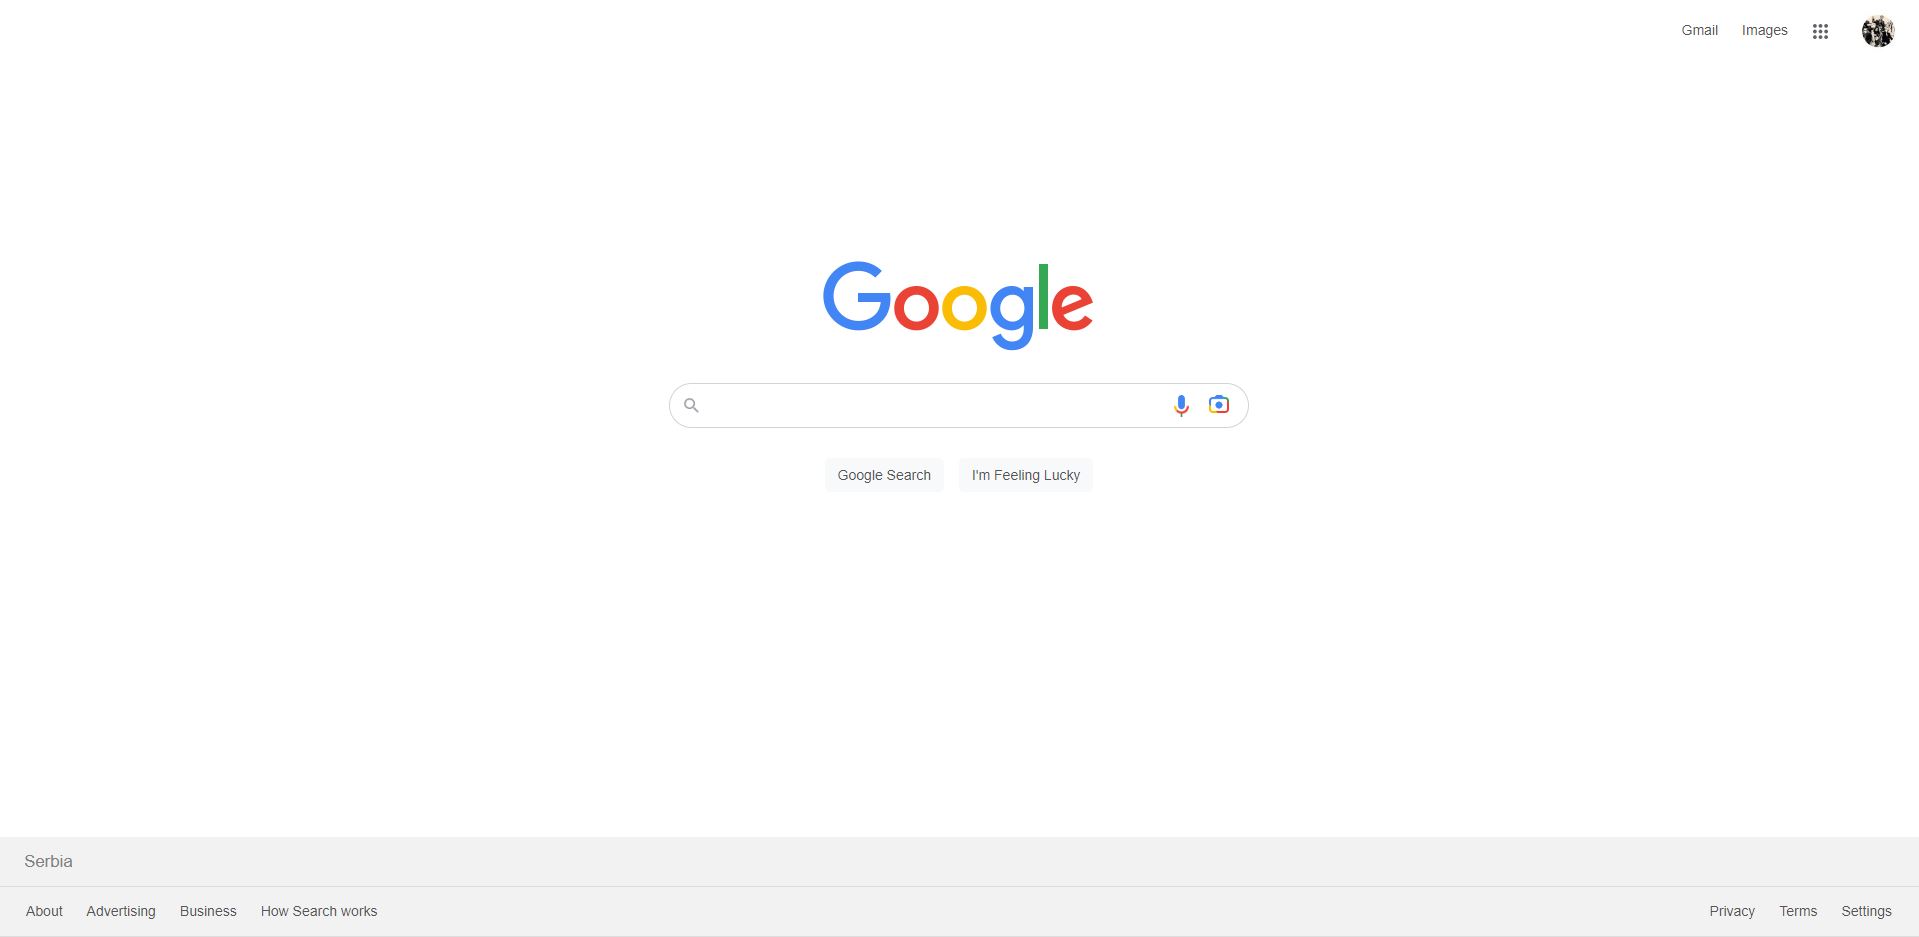 Gmail Images
Google
Google Search I'm Feeling Lucky
Serbia
About Advertising Business How Search works Privacy Terms Settings